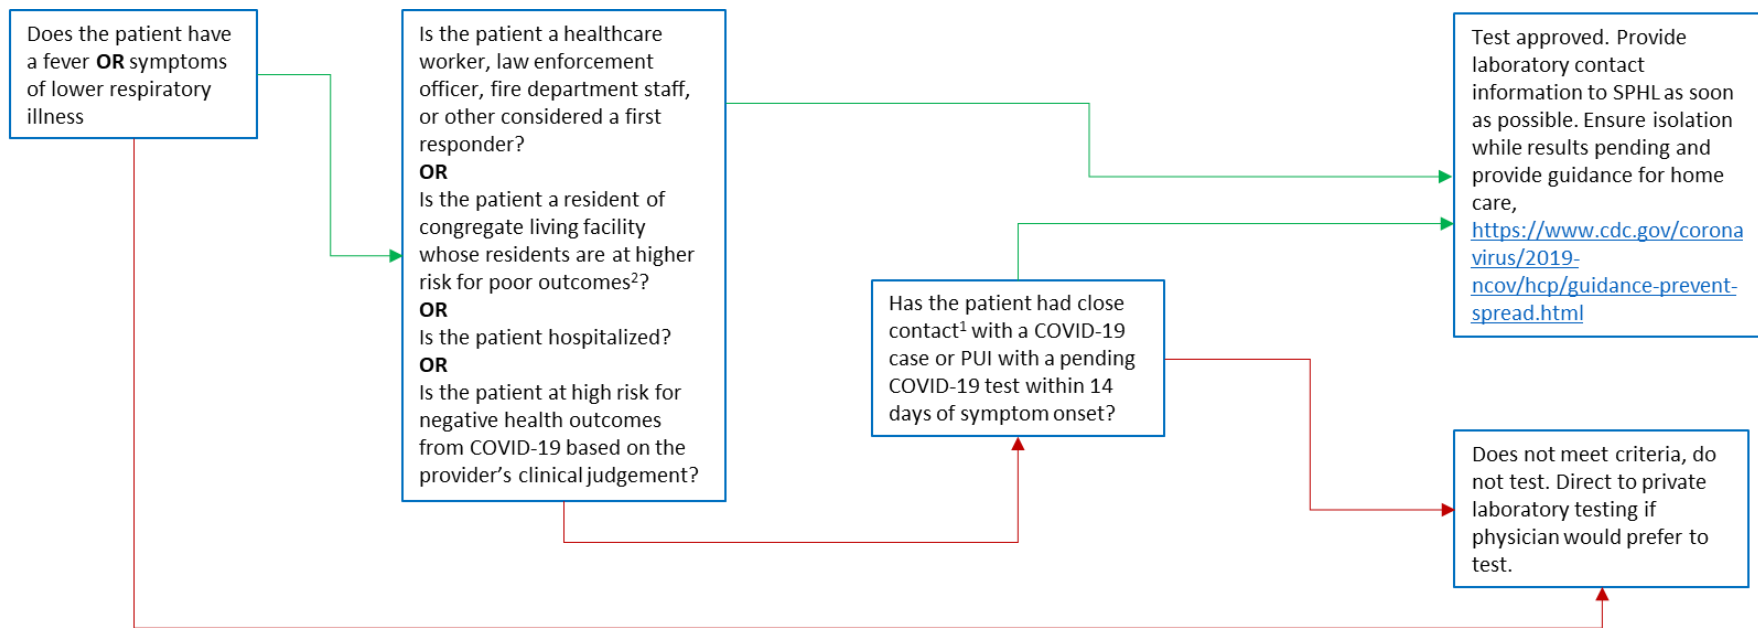 Does the patient have
a fever OR symptoms
of lower respiratory
illness
Is the patient a healthcare
worker, law enforcement
officer, fire department staff,
or other considered a first
responder?
OR
Is the patient a resident of
congregate living facility
whose residents are at higher
risk for poor outcomes²?
OR
Is the patient hospitalized?
OR
Is the patient at high risk for
negative health outcomes
from COVID-19 based on the
provider’s clinical judgement?
Has the patient had close
contact¹ with a COVID-19
case or PUI with a pending
COVID-19 test within 14
days of symptom onset?
Test approved. Provide
laboratory contact
information to SPHL as soon
as possible. Ensure isolation
while results pending and
provide guidance for home
care,
https://www.cdc.gov/corona
virus/2019-
ncov/hcp/guidance-prevent-
spread.html
Does not meet criteria, do
not test. Direct to private
laboratory testing if
physician would prefer to
test.